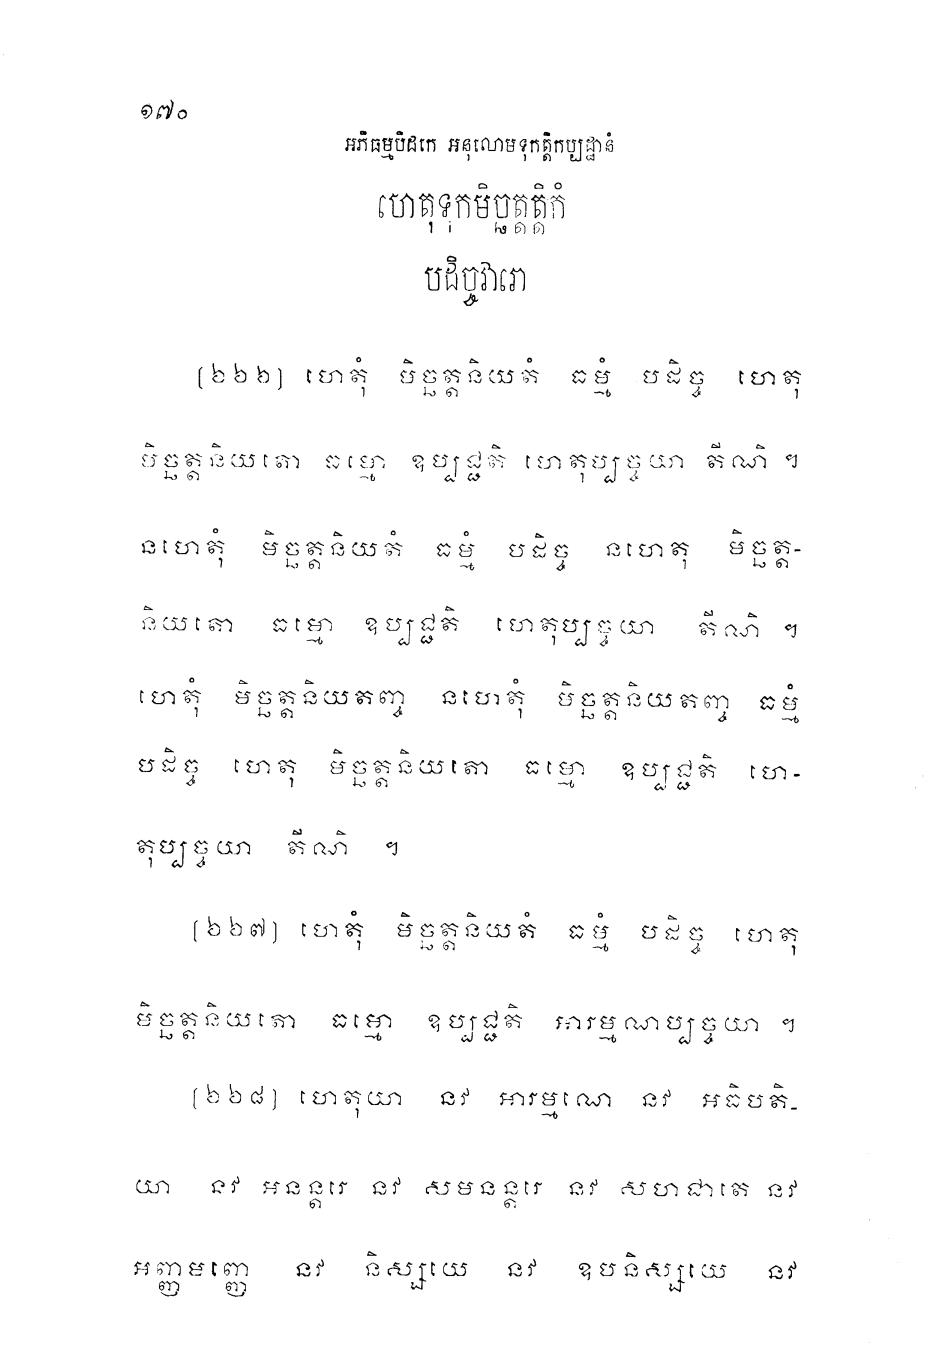 ១៧០
អភិធម្មបិដកេ អនុលោមទុកត្តិកប្បដ្ឋានំ
ហេតុទុកមិច្ឆត្តត្តិកំ
បដិច្ចវារោ
(២២៦) ហេតុំ មិច្ឆត្តនិយតំ ធម្មំ បដិច្ច ហេតុ
មិច្ឆត្តនិយតោ ធម្មោ ឧប្បជ្ជតិ ហេតុប្បច្ចយា តីណិ ។
នហេតុំ មិច្ឆត្តនិយតំ ធម្មំ បដិច្ច នហេតុ មិច្ឆត្ត-
និយតោ ធម្មោ ឧប្បជ្ជតិ ហេតុប្បច្ចយា តីណិ ។
ហេតុំ មិច្ឆត្តនិយតញ្ច នហេតុំ មិច្ឆត្តនិយតញ្ច ធម្មំ
បដិច្ច ហេតុ មិច្ឆត្តនិយតោ ធម្មោ ឧប្បជ្ជតិ ហេ-
តុប្បច្ចយា តីណិ ។
(២២៧) ហេតុំ មិច្ឆត្តនិយតំ ធម្មំ បដិច្ច ហេតុ
មិច្ឆត្តនិយតោ ធម្មោ ឧប្បជ្ជតិ អារម្មណប្បច្ចយា ។
(២២៨) ហេតុយា នវ អារម្មណេ នវ អធិបតិ-
យា នវ អនន្តរេ នវ សមនន្តរេ នវ សហជាតេ នវ
អញ្ញមញ្ញេ នវ និស្សយេ នវ ឧបនិស្សយេ នវ